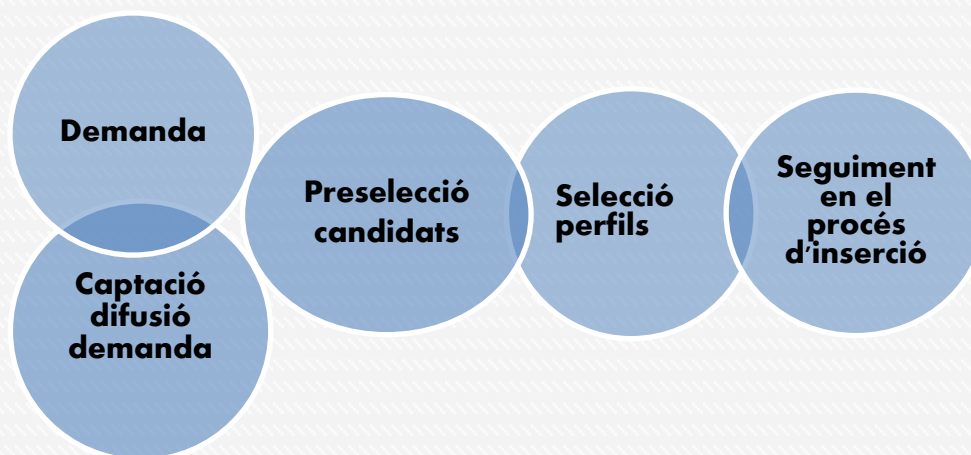 Demanda
Captació
difusió
demanda
Preselecció
candidats
Selecció
perfils
Seguiment
en el
procés
d'inserció